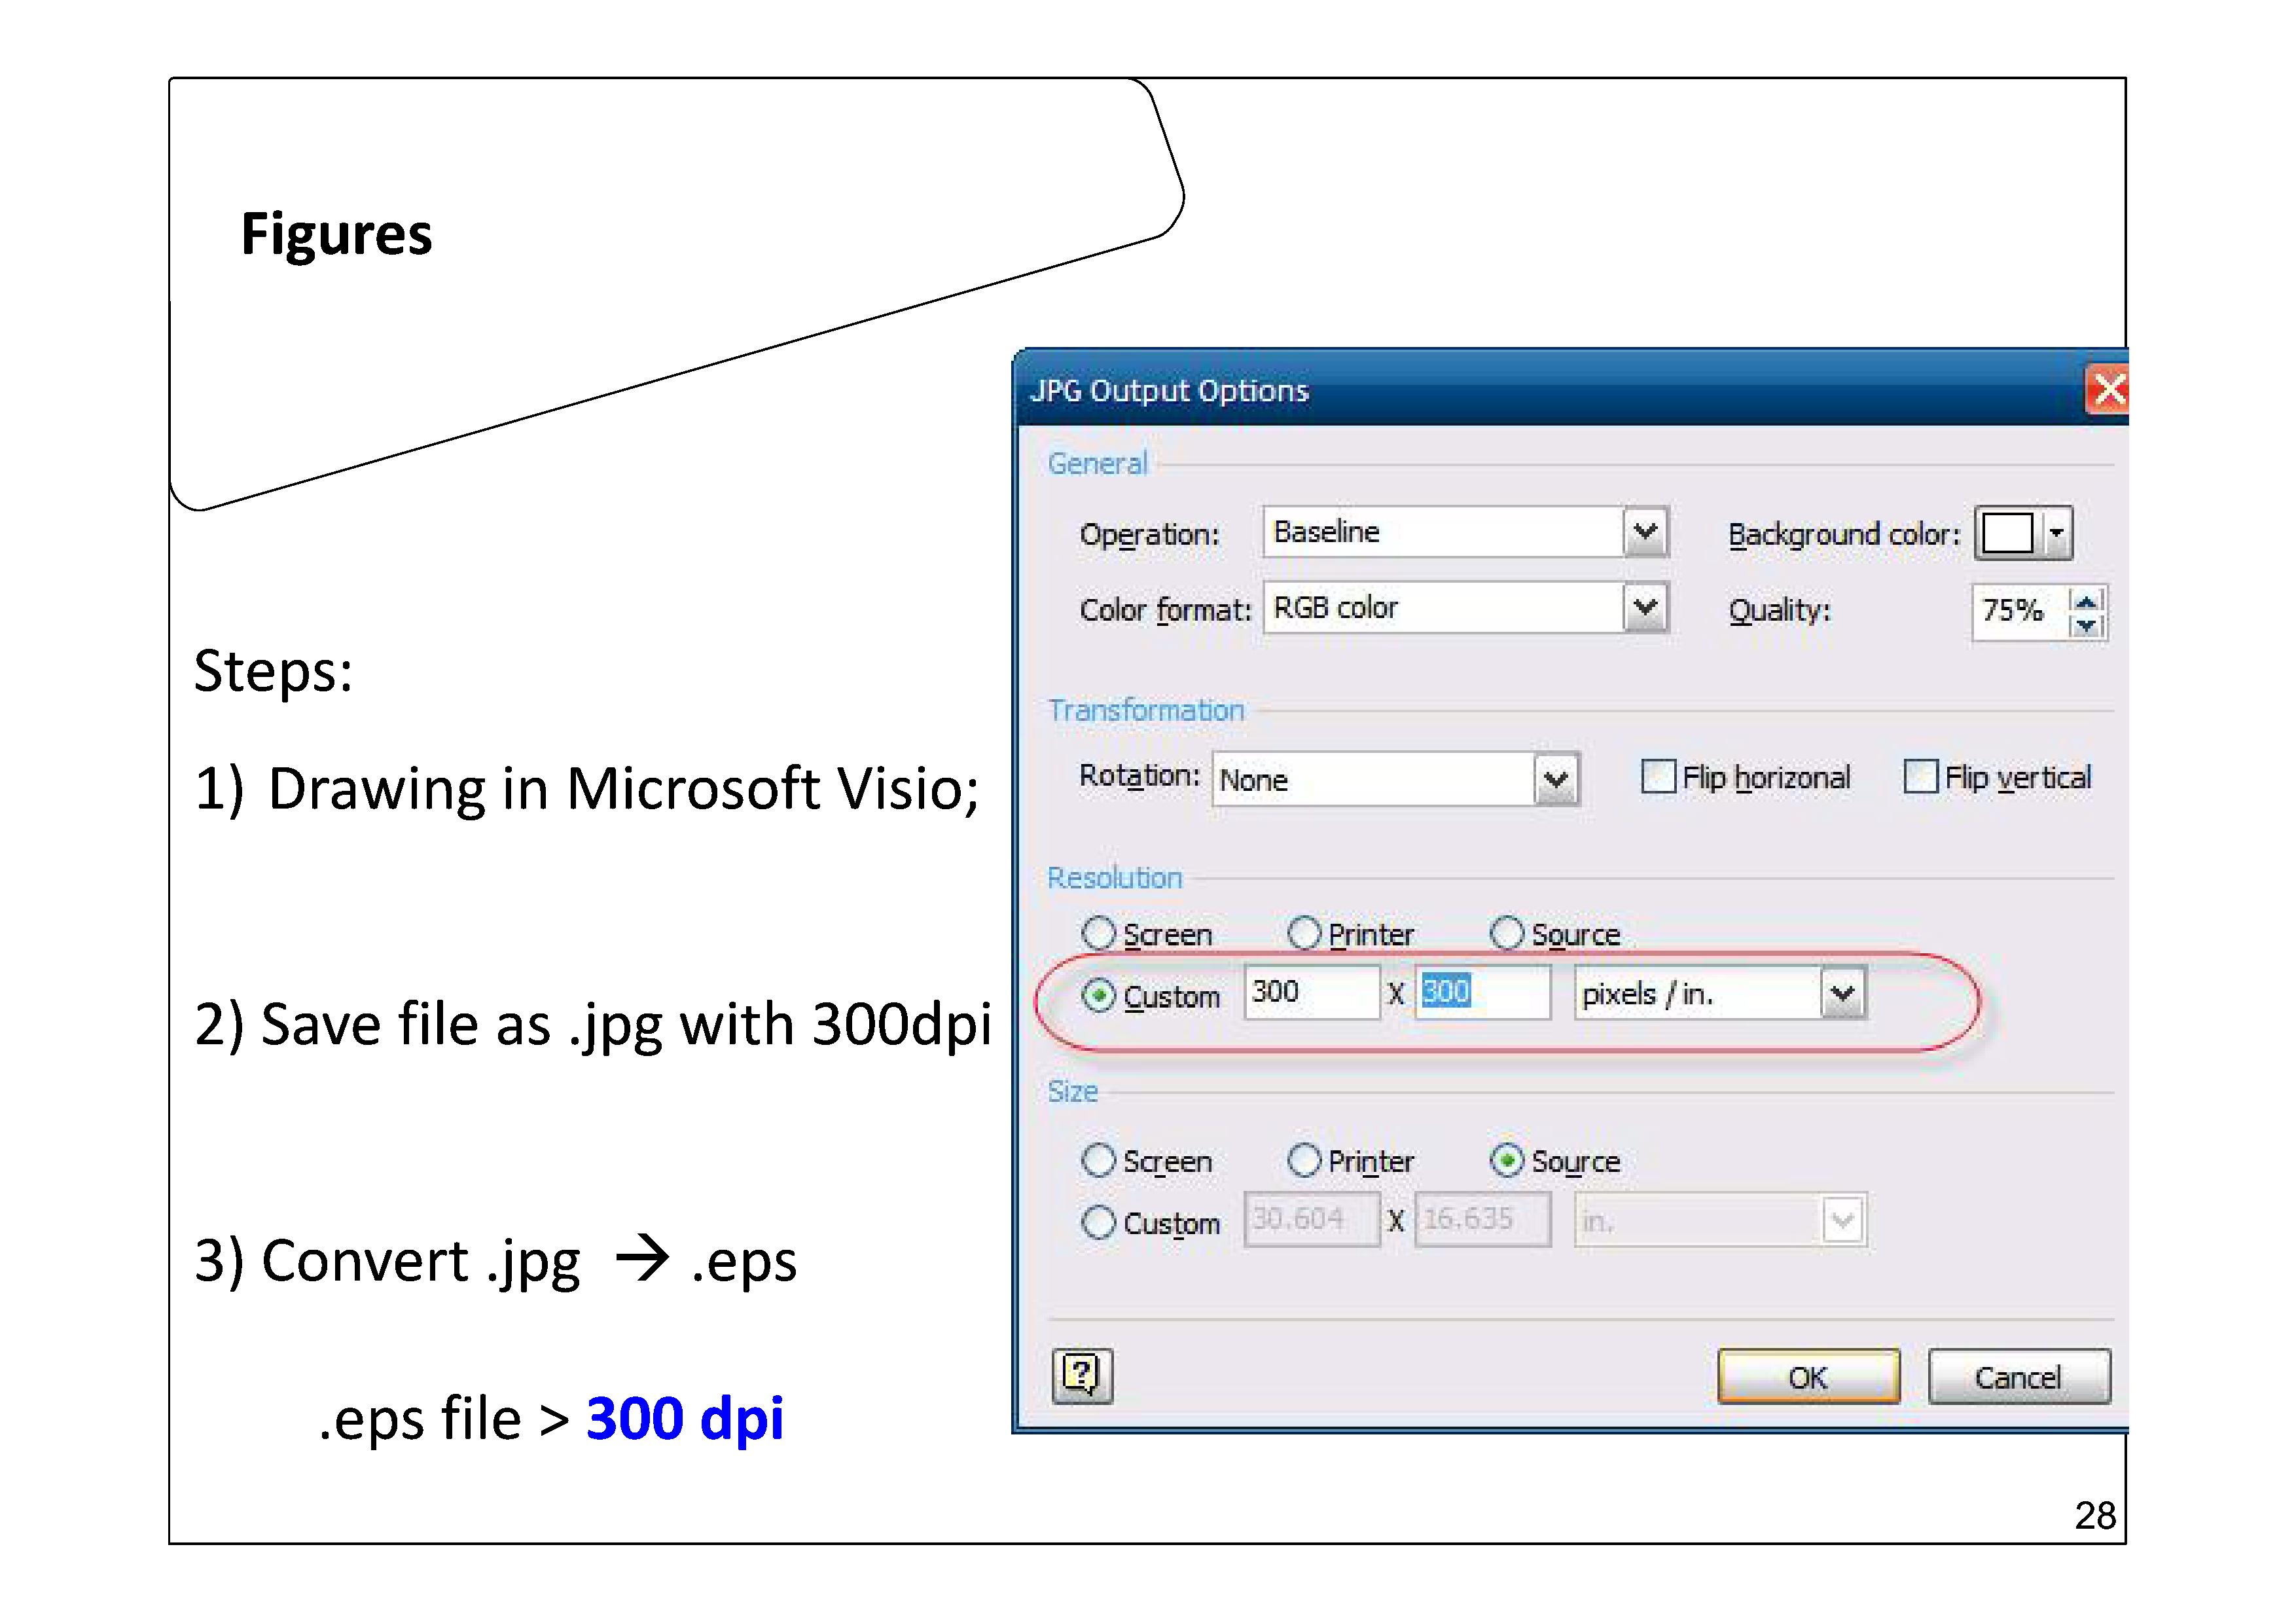 Figures
Steps:
1) Drawing in Microsoft Visio;
2) Save file as .jpg with 300dpi
3) Convert .jpg → .eps
.eps file > 300 dpi
JPG Output Options
General
Operation: Baseline Background color:
Color format: RGB color Quality: 75%
Transformation
Rotation: None Flip horizonal Flip vertical
Resolution
Screen Printer Source
Custom 300 X 300 pixels / in.
Size
Screen Printer Source
Custom 30.604 X 16.635 in.
?
OK Cancel
28